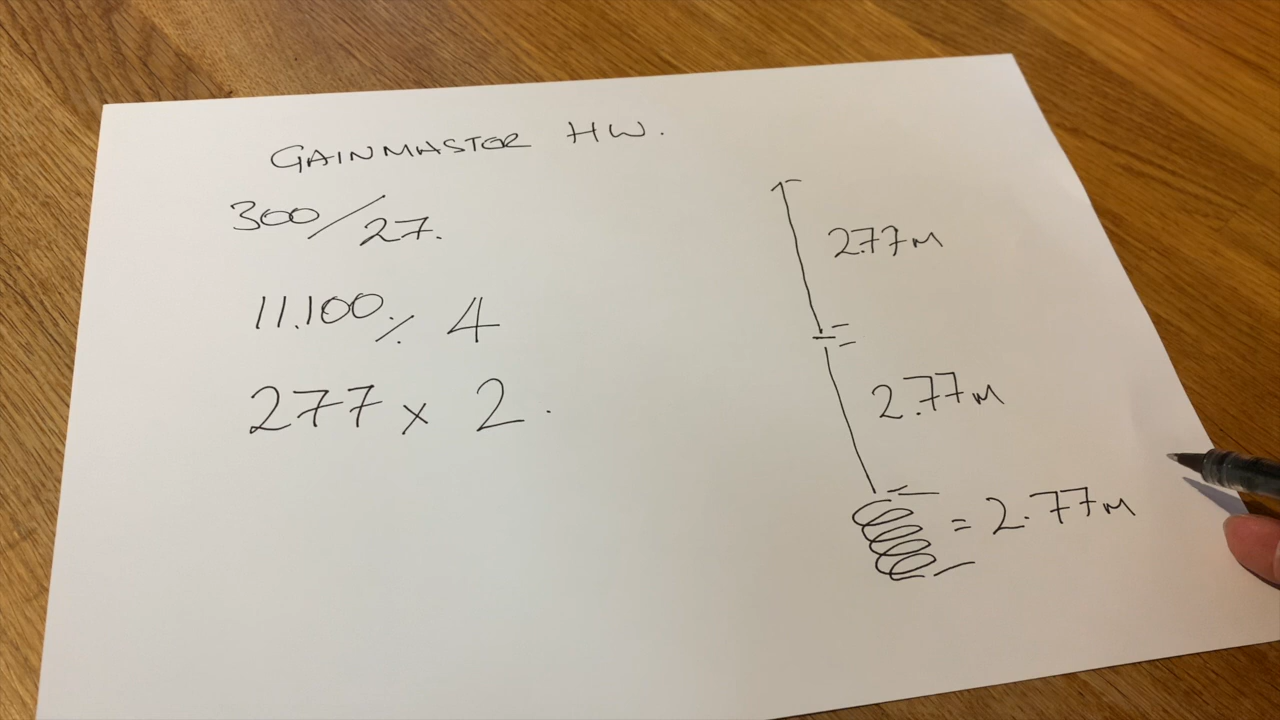 GAINMASTER HW.
300/27.
11.100 ./. 4
277 x 2.
2.77m
2.77m
= 2.77m